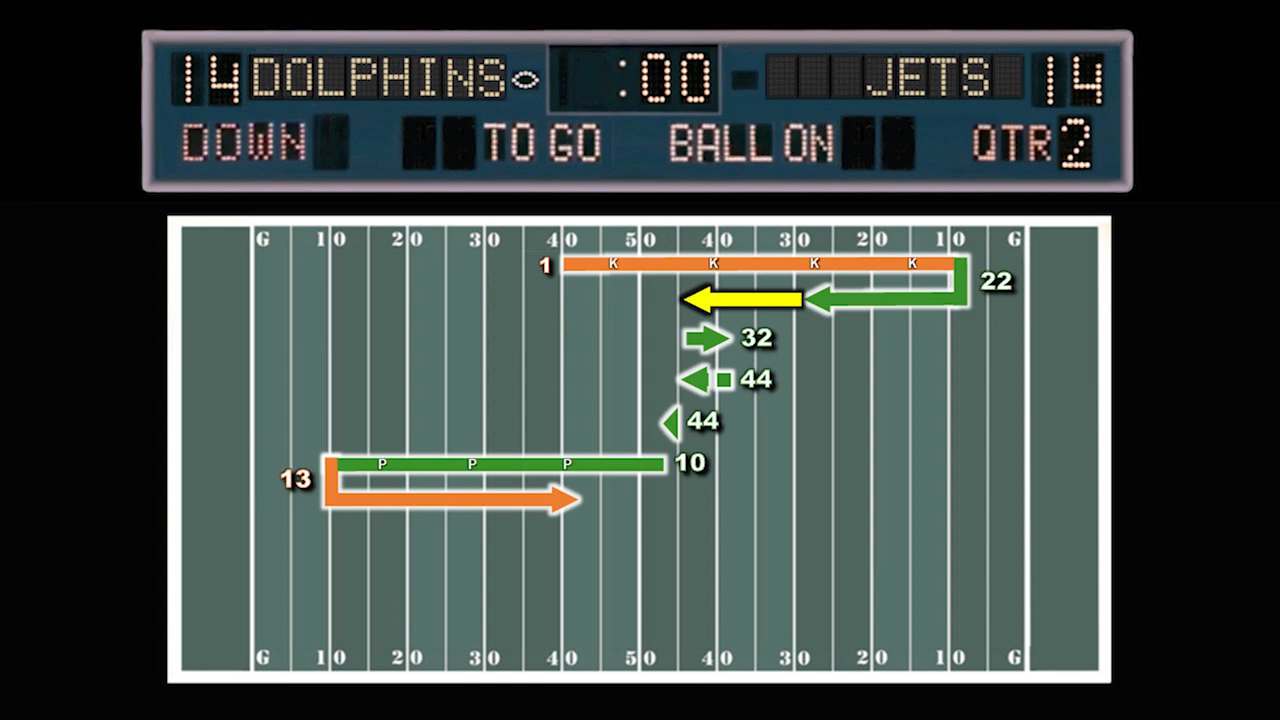 14 DOLPHINS :00 JETS 14
DOWN TO GO BALL ON QTR 2
G 10 20 30 40 50 40 30 20 10 G
1 K K K K
22
32
44
44
P P P 10
13
G 10 20 30 40 50 40 30 20 10 G